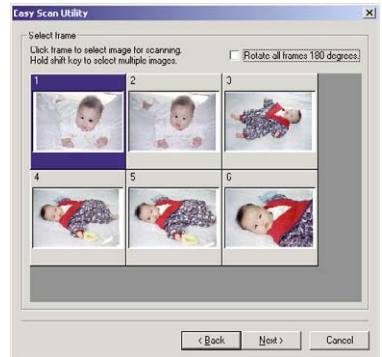 Easy Scan Utility
Select frame
Click frame to select image for scanning.
Hold shift key to select multiple images.
Rotate all frames 180 degrees.
1 2 3
4 5 6
< Back Next > Cancel